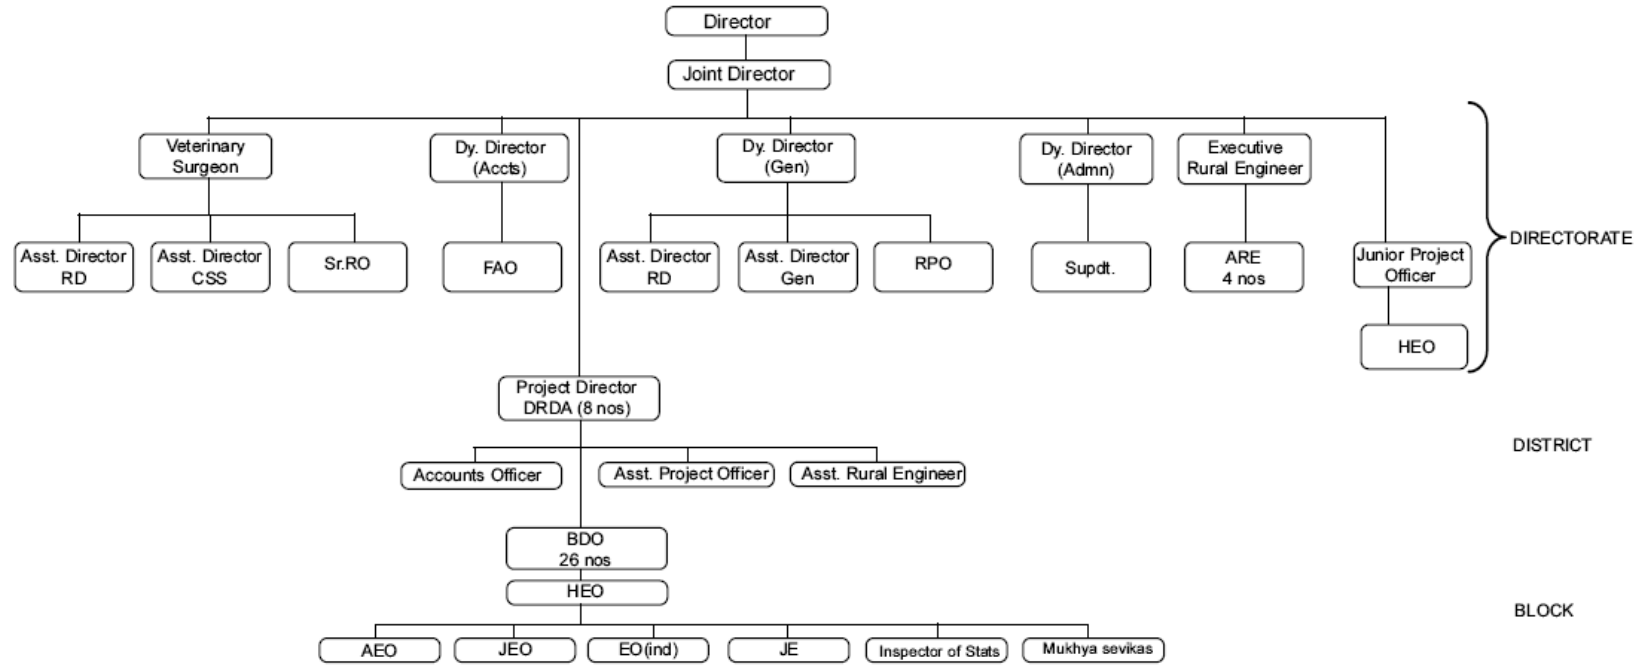 Director
Joint Director
Veterinary
Surgeon
Dy. Director
(Accts)
Dy. Director
(Gen)
Dy. Director
(Admn)
Executive
Rural Engineer
Asst. Director
RD
Asst. Director
CSS
Sr.RO
FAO
Asst. Director
RD
Asst. Director
Gen
RPO
Supdt.
ARE
4 nos
Junior Project
Officer
DIRECTORATE
HEO
Project Director
DRDA (8 nos)
DISTRICT
Accounts Officer
Asst. Project Officer
Asst. Rural Engineer
BDO
26 nos
HEO
BLOCK
AEO
JEO
EO(ind)
JE
Inspector of Stats
Mukhya sevikas